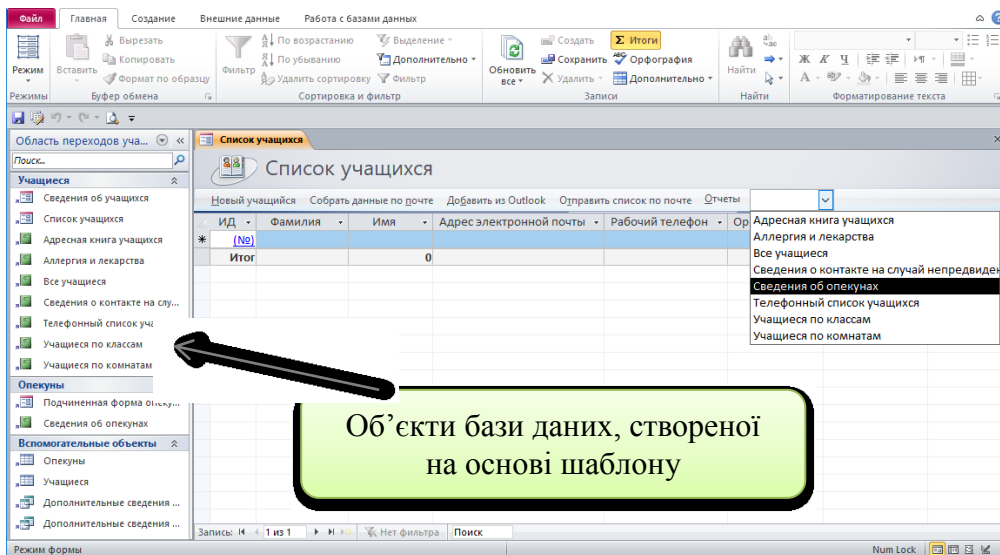 Файл Главная Создание Внешние данные Работа с базами данных
Режим
Вставить
Вырезать
Копировать
Формат по образцу
Фильтр
По возрастанию
По убыванию
Удалить сортировку
Выделение
Дополнительно
Фильтр
Обновить все
Создать
Сохранить
Удалить
Итоги
Орфография
Дополнительно
Найти
Ж К Ч
А
Режимы Буфер обмена Сортировка и фильтр Записи Найти Форматирование текста
Область переходов уча...
Поиск...
Учащиеся
Сведения об учащихся
Список учащихся
Адресная книга учащихся
Аллергия и лекарства
Все учащиеся
Сведения о контакте на слу...
Телефонный список уча
Учащиеся по классам
Учащиеся по комнатам
Опекуны
Подчиненная форма опеку...
Сведения об опекунах
Вспомогательные объекты
Опекуны
Учащиеся
Дополнительные сведения ...
Дополнительные сведения ...
Список учащихся
Список учащихся
Новый учащийся Собрать данные по почте Добавить из Outlook Отправить список по почте Отчеты
ИД Фамилия Имя Адрес электронной почты Рабочий телефон Ор
(№)
Итог 0
Адресная книга учащихся
Аллергия и лекарства
Все учащиеся
Сведения о контакте на случай непредвиден
Сведения об опекунах
Телефонный список учащихся
Учащиеся по классам
Учащиеся по комнатам
Об’єкти бази даних, створеної
на основі шаблону
Запись: 1 из 1 Нет фильтра Поиск
Режим формы Num Lock